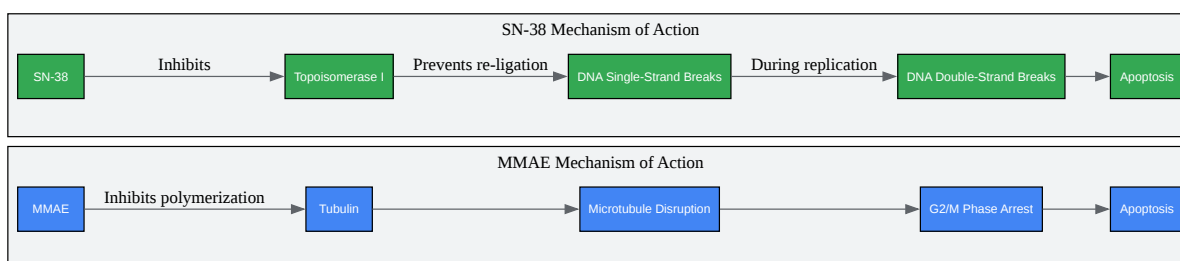 SN-38 Mechanism of Action
SN-38
Inhibits
Topoisomerase I
Prevents re-ligation
DNA Single-Strand Breaks
During replication
DNA Double-Strand Breaks
Apoptosis
MMAE Mechanism of Action
MMAE
Inhibits polymerization
Tubulin
Microtubule Disruption
G2/M Phase Arrest
Apoptosis